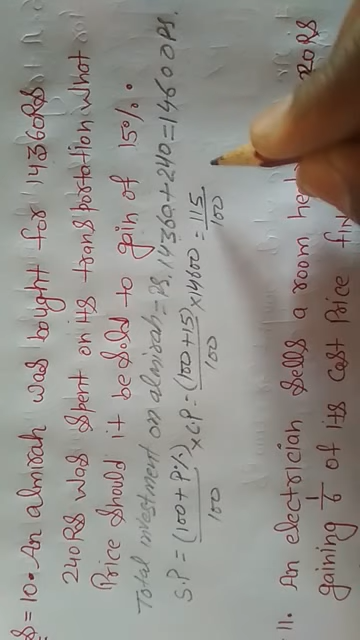 = 10. An almirah was bought for 14360RS
240RS was spent on its transportation what
Price should it be sold to gain of 15%.
Total investment on almirah = RS. 14360+240 = 14600RS.
S.P = (100+P%)/100 × C.P = (100+15)/100 × 14600 = 115/100
11. An electrician sells a room
gaining 1/6 of its cost price